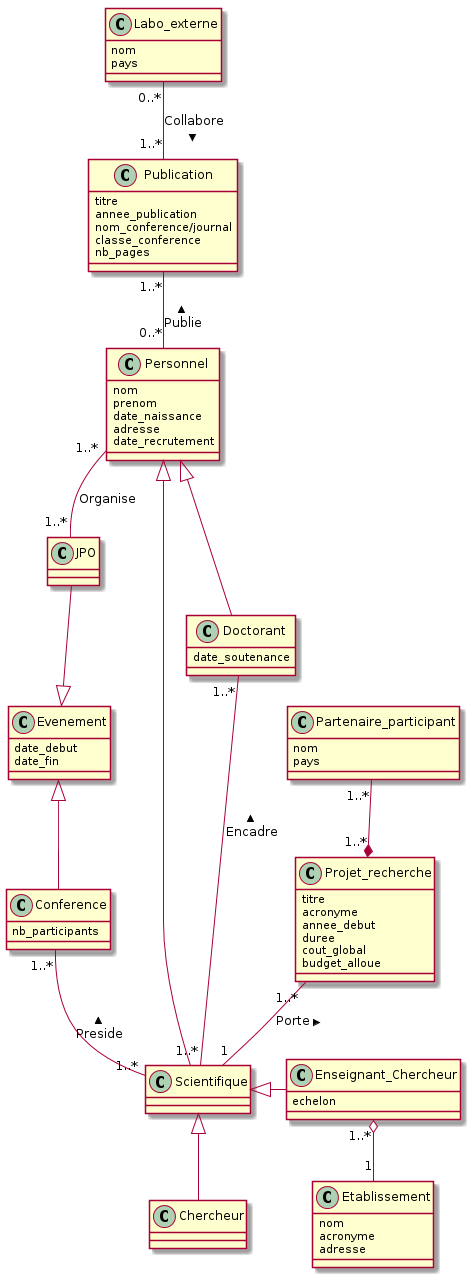 C Labo_externe
nom
pays
0..*
Collabore
▼
1..*
C Publication
titre
annee_publication
nom_conference/journal
classe_conference
nb_pages
1..*
▲
Publie
0..*
C Personnel
nom
prenom
date_naissance
adresse
date_recrutement
1..*
Organise
1..*
C JPO
C Doctorant
date_soutenance
1..*
C Evenement
date_debut
date_fin
C Partenaire_participant
nom
pays
1..*
▲
Encadre
1..*
C Projet_recherche
titre
acronyme
annee_debut
duree
cout_global
budget_alloue
C Conference
nb_participants
1..*
1..*
▲
Preside
Porte ►
1..*
1..*
1
C Scientifique
C Enseignant_Chercheur
echelon
1..*
1
C Chercheur
C Etablissement
nom
acronyme
adresse